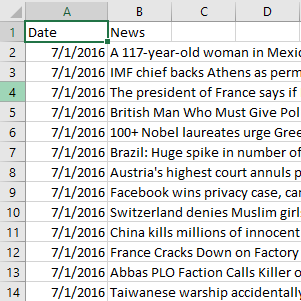 A B C D
1 Date News
2 7/1/2016 A 117-year-old woman in Mexic
3 7/1/2016 IMF chief backs Athens as perm
4 7/1/2016 The president of France says if
5 7/1/2016 British Man Who Must Give Pol
6 7/1/2016 100+ Nobel laureates urge Gree
7 7/1/2016 Brazil: Huge spike in number of
8 7/1/2016 Austria's highest court annuls p
9 7/1/2016 Facebook wins privacy case, ca
10 7/1/2016 Switzerland denies Muslim girl
11 7/1/2016 China kills millions of innocent
12 7/1/2016 France Cracks Down on Factory
13 7/1/2016 Abbas PLO Faction Calls Killer o
14 7/1/2016 Taiwanese warship accidentally